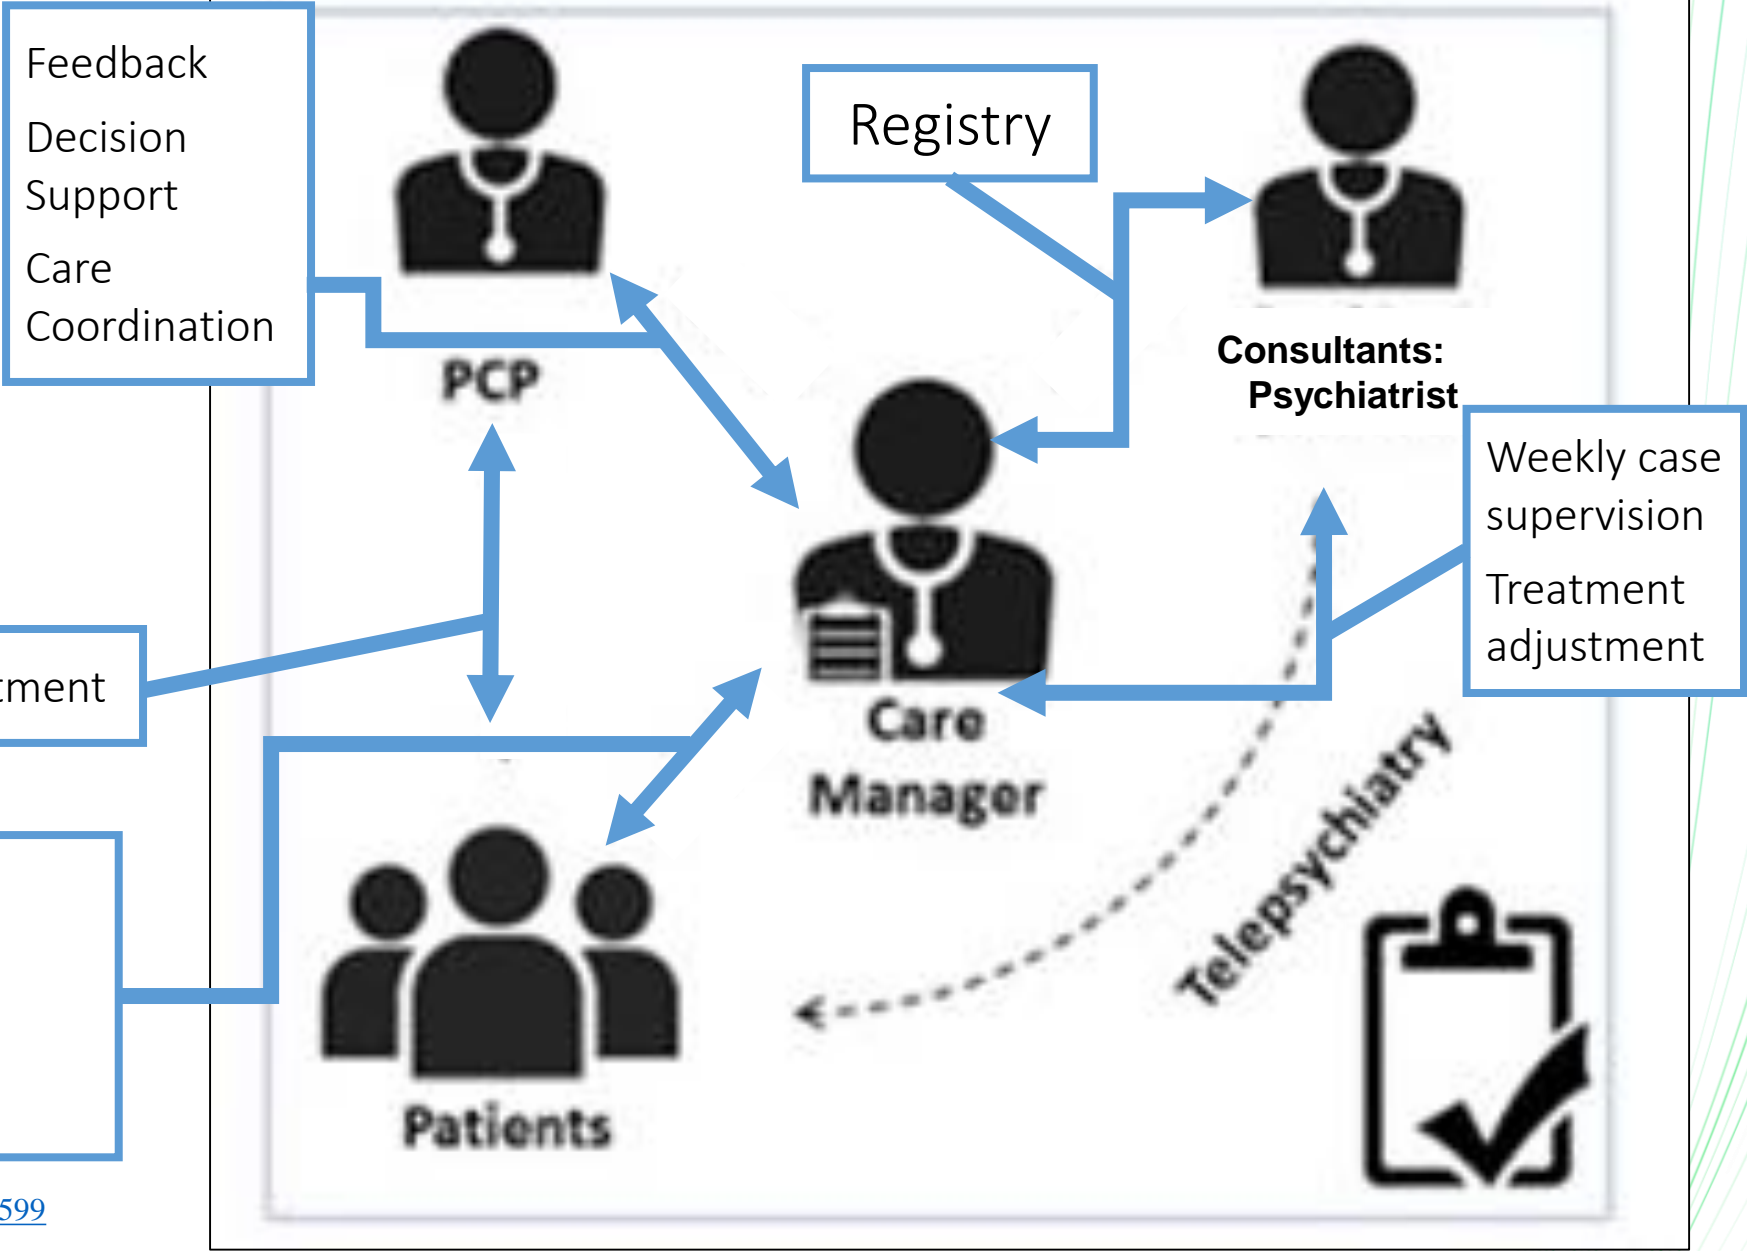 Feedback
Decision
Support
Care
Coordination
Registry
PCP
Consultants:
Psychiatrist
Weekly case
supervision
Treatment
adjustment
tment
Care
Manager
Telepsychiatry
Patients
599